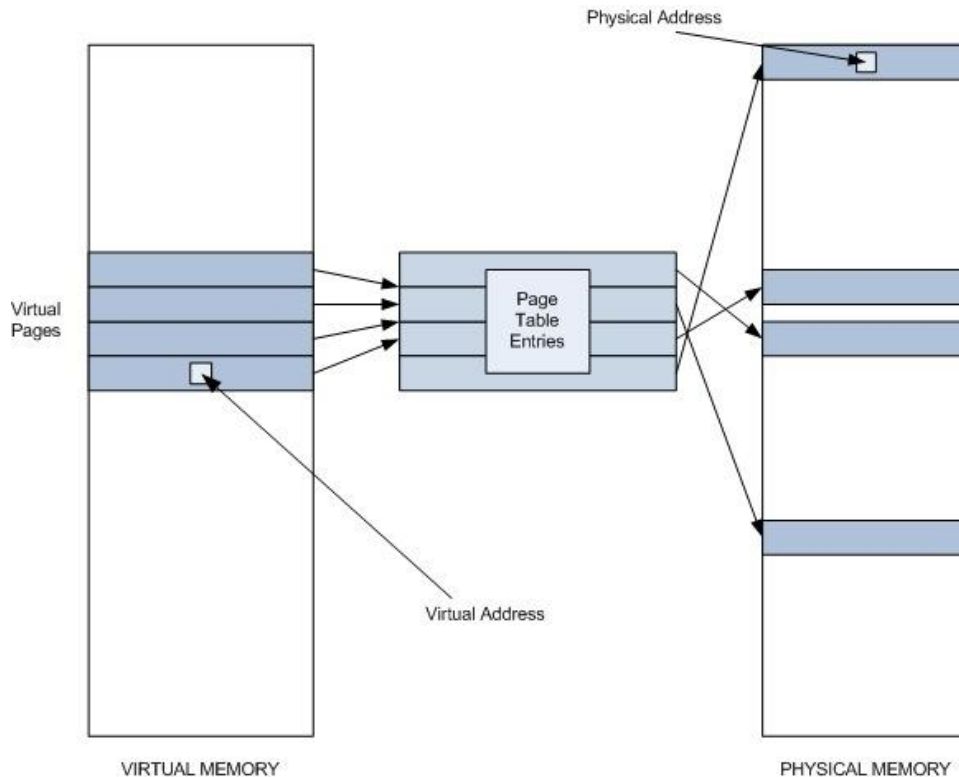 Physical Address
Virtual
Pages
Page
Table
Entries
Virtual Address
VIRTUAL MEMORY
PHYSICAL MEMORY